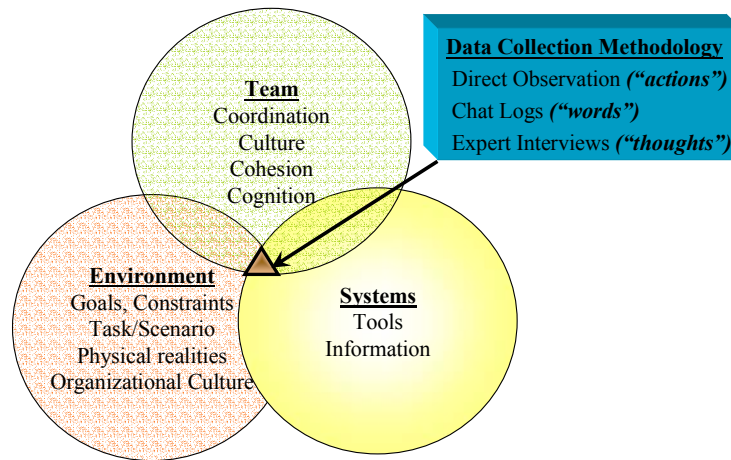 Data Collection Methodology
Direct Observation (“actions”)
Chat Logs (“words”)
Expert Interviews (“thoughts”)
Team
Coordination
Culture
Cohesion
Cognition
Environment
Goals, Constraints
Task/Scenario
Physical realities
Organizational Culture
Systems
Tools
Information